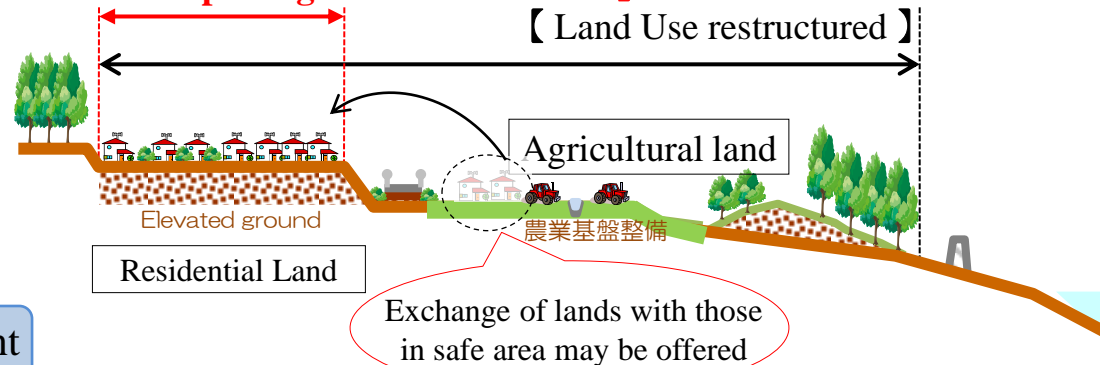 【 Land Use restructured 】
Agricultural land
Elevated ground
農業基盤整備
Residential Land
Exchange of lands with those
in safe area may be offered